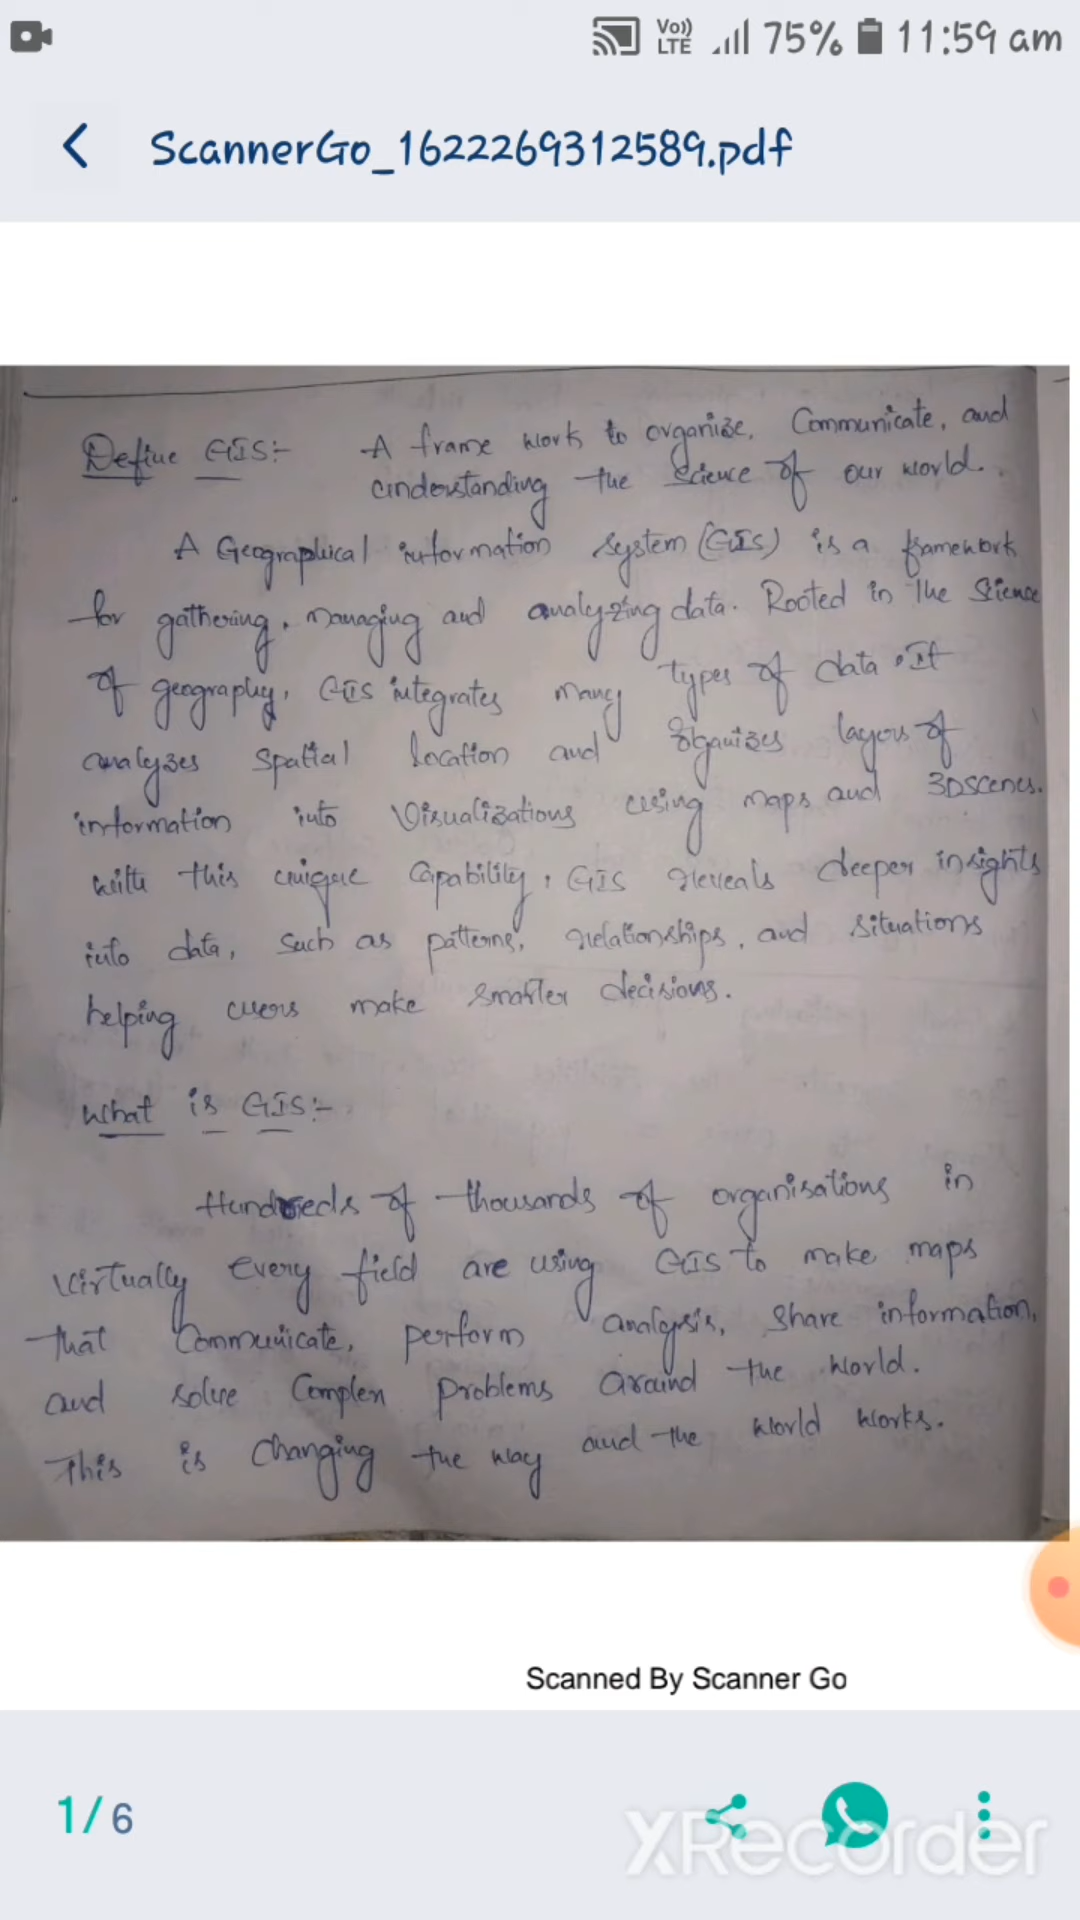 Vo)) LTE 75% 11:59 am
ScannerGo_1622269312589.pdf
Define GIS:- A frame work to organize, Communicate, and
understanding the Science of our world.
A Geographical information System (GIS) is a framework
for gathering, managing and analyzing data. Rooted in the Science
of geography, GIS integrates many types of data. It
analyzes spatial location and organizes layers of
information into Visualizations using maps and 3D scenes.
with this unique Capability, GIS reveals deeper insights
into data, such as patterns, relationships, and situations
helping users make smarter decisions.
What is GIS:-
Hundreds of thousands of organisations in
virtually every field are using GIS to make maps
that Communicate, perform analysis, share information,
and solve Complex problems around the world.
This is changing the way and the world works.
Scanned By Scanner Go
1/6
XRecorder